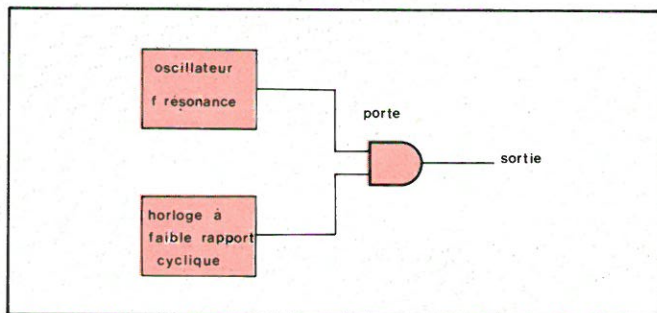 oscillateur
f résonance
porte
sortie
horloge à
faible rapport
cyclique